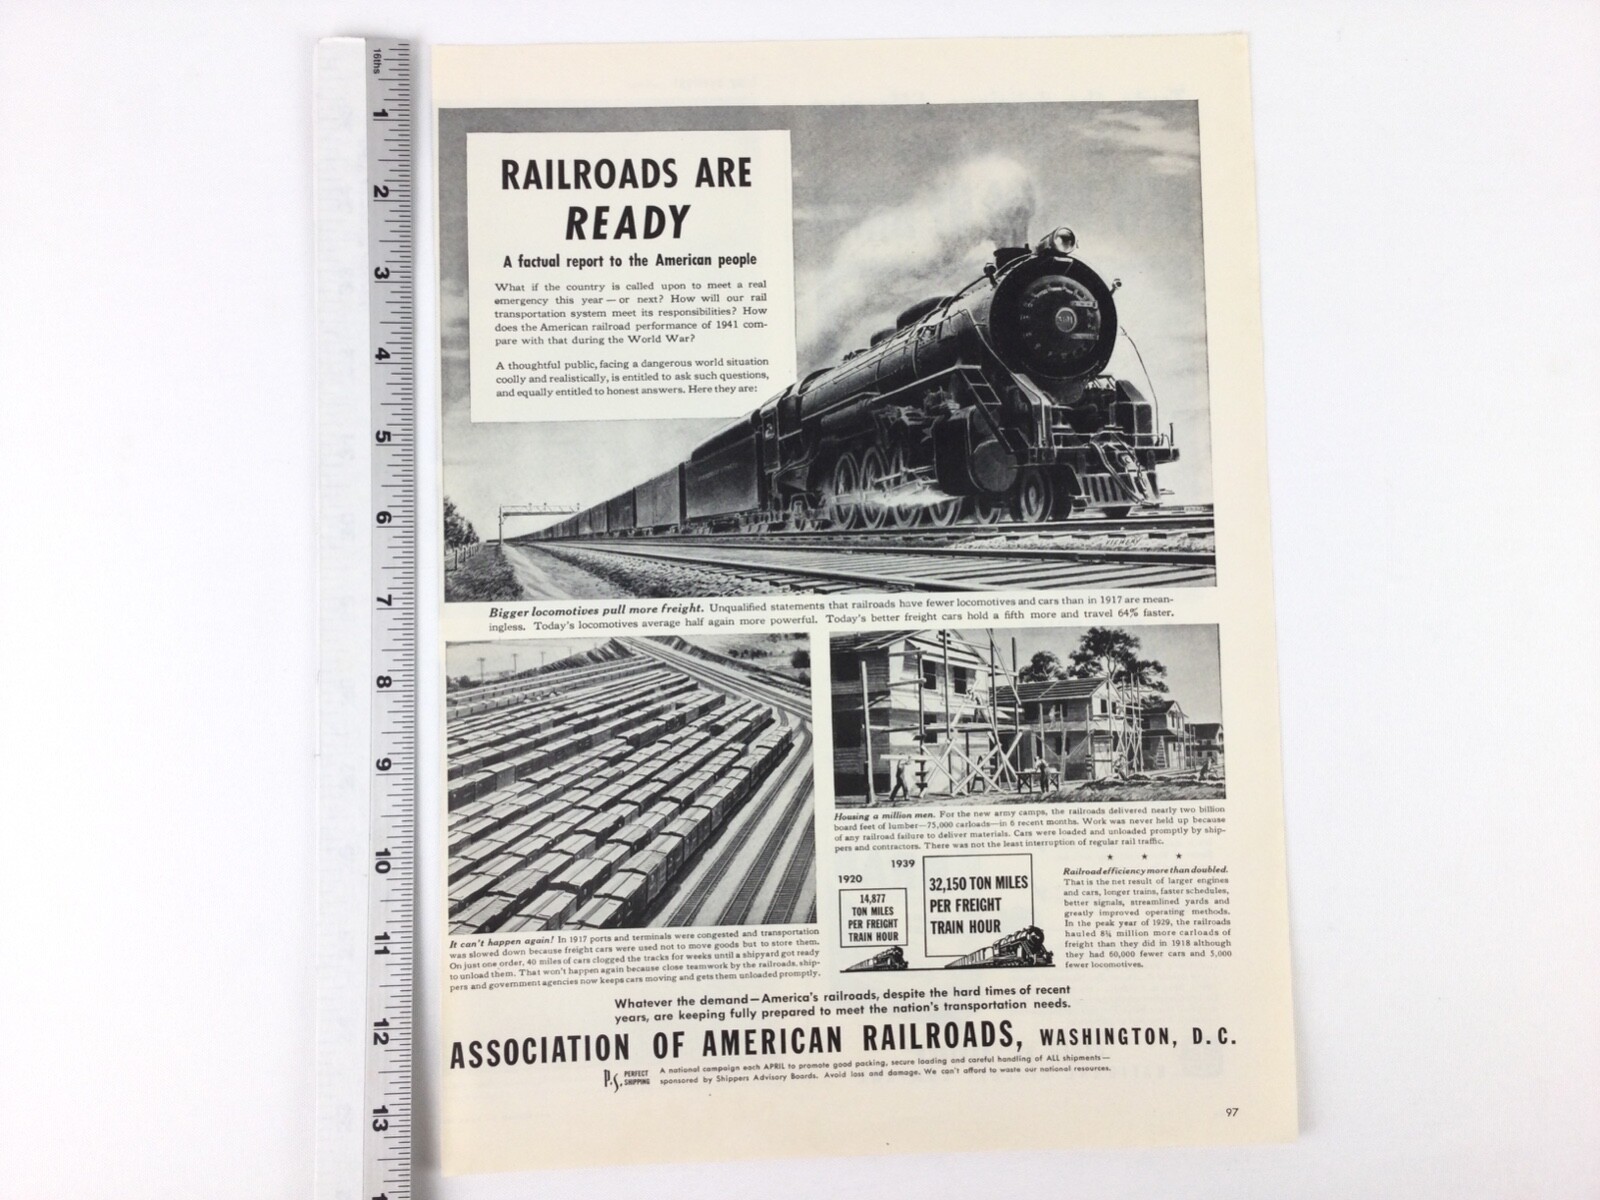 16ths
1
2
3
4
5
6
7
8
9
10
11
12
13
RAILROADS ARE
READY
A factual report to the American people
What if the country is called upon to meet a real
emergency this year — or next? How will our rail
transportation system meet its responsibilities? How
does the American railroad performance of 1941 com-
pare with that during the World War?
A thoughtful public, facing a dangerous world situation
coolly and realistically, is entitled to ask such questions,
and equally entitled to honest answers. Here they are:
Bigger locomotives pull more freight. Unqualified statements that railroads have fewer locomotives and cars than in 1917 are mean-
ingless. Today's locomotives average half again more powerful. Today's better freight cars hold a fifth more and travel 64% faster.
It can't happen again! In 1917 ports and terminals were congested and transportation
was slowed down because freight cars were used not to move goods but to store them.
On just one order, 40 miles of cars clogged the tracks for weeks until a shipyard got ready
to unload them. That won't happen again because close teamwork by the railroads, ship-
pers and government agencies now keeps cars moving and gets them unloaded promptly.
Housing a million men. For the new army camps, the railroads delivered nearly two billion
board feet of lumber—75,000 carloads—in 6 recent months. Work was never held up because
of any railroad failure to deliver materials. Cars were loaded and unloaded promptly by ship-
pers and contractors. There was not the least interruption of regular rail traffic.
1920
14,877
TON MILES
PER FREIGHT
TRAIN HOUR
1939
32,150 TON MILES
PER FREIGHT
TRAIN HOUR
★ ★ ★
Railroad efficiency more than doubled.
That is the net result of larger engines
and cars, longer trains, faster schedules,
better signals, streamlined yards and
greatly improved operating methods.
In the peak year of 1929, the railroads
hauled 8¼ million more carloads of
freight than they did in 1918 although
they had 60,000 fewer cars and 5,000
fewer locomotives.
Whatever the demand—America's railroads, despite the hard times of recent
years, are keeping fully prepared to meet the nation's transportation needs.
ASSOCIATION OF AMERICAN RAILROADS, WASHINGTON, D. C.
P.S. PERFECT SHIPPING
A national campaign each APRIL to promote good packing, secure loading and careful handling of ALL shipments—
sponsored by Shippers Advisory Boards. Avoid loss and damage. We can't afford to waste our national resources.
97